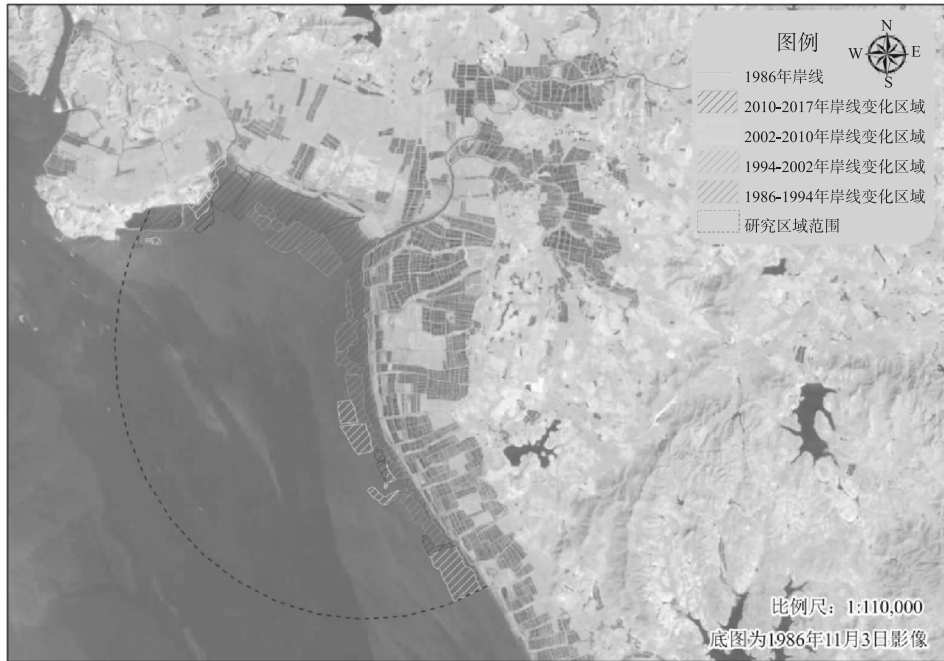 图例
N
W E
S
1986年岸线
2010-2017年岸线变化区域
2002-2010年岸线变化区域
1994-2002年岸线变化区域
1986-1994年岸线变化区域
研究区域范围
比例尺：1:110,000
底图为1986年11月3日影像